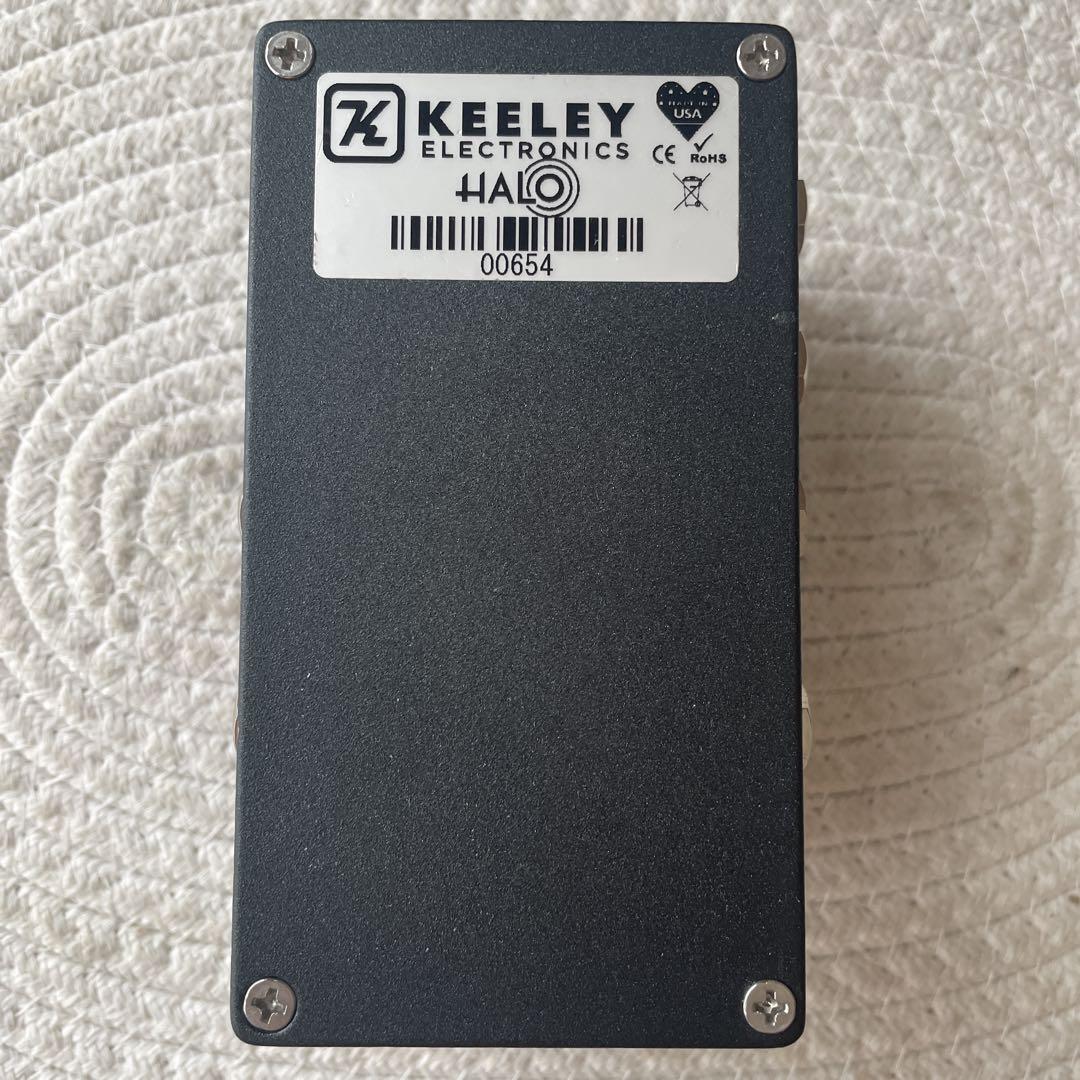 K KEELEY
ELECTRONICS
MADE IN
USA
CE RoHS
HALO
00654